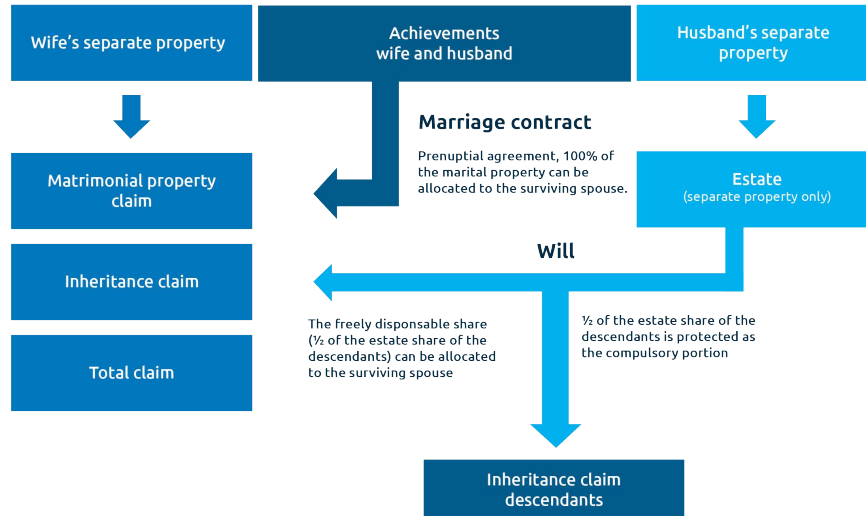 Wife's separate property
Achievements
wife and husband
Husband's separate
property
Marriage contract
Prenuptial agreement, 100% of
the marital property can be
allocated to the surviving spouse.
Matrimonial property
claim
Estate
(separate property only)
Will
Inheritance claim
The freely disposable share
(½ of the estate share of the
descendants) can be allocated
to the surviving spouse
½ of the estate share of the
descendants is protected as
the compulsory portion
Total claim
Inheritance claim
descendants